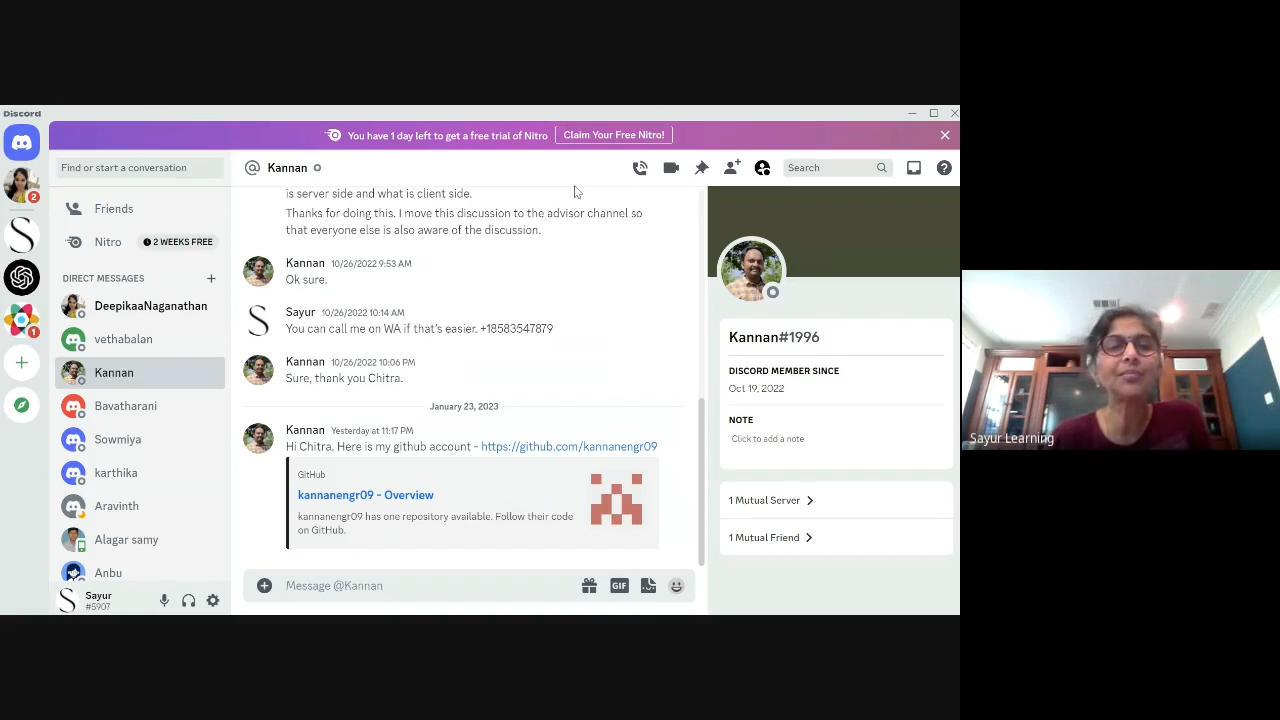 Discord
You have 1 day left to get a free trial of Nitro
Claim Your Free Nitro!
Find or start a conversation
Kannan
Search
Friends
Nitro
2 WEEKS FREE
DIRECT MESSAGES
DeepikaaNaganathan
vethabalan
Kannan
Bavatharani
Sowmiya
karthika
Aravinth
Alagar samy
Anbu
Sayur
#5907
2
1
is server side and what is client side.
Thanks for doing this. I move this discussion to the advisor channel so
that everyone else is also aware of the discussion.
Kannan 10/26/2022 9:53 AM
Ok sure.
Sayur 10/26/2022 10:14 AM
You can call me on WA if that's easier. +18583547879
Kannan 10/26/2022 10:06 PM
Sure, thank you Chitra.
January 23, 2023
Kannan Yesterday at 11:17 PM
Hi Chitra. Here is my github account - https://github.com/kannanengr09
GitHub
kannanengr09 - Overview
kannanengr09 has one repository available. Follow their code
on GitHub.
Message @Kannan
GIF
Kannan#1996
DISCORD MEMBER SINCE
Oct 19, 2022
NOTE
Click to add a note
1 Mutual Server
1 Mutual Friend
Sayur Learning